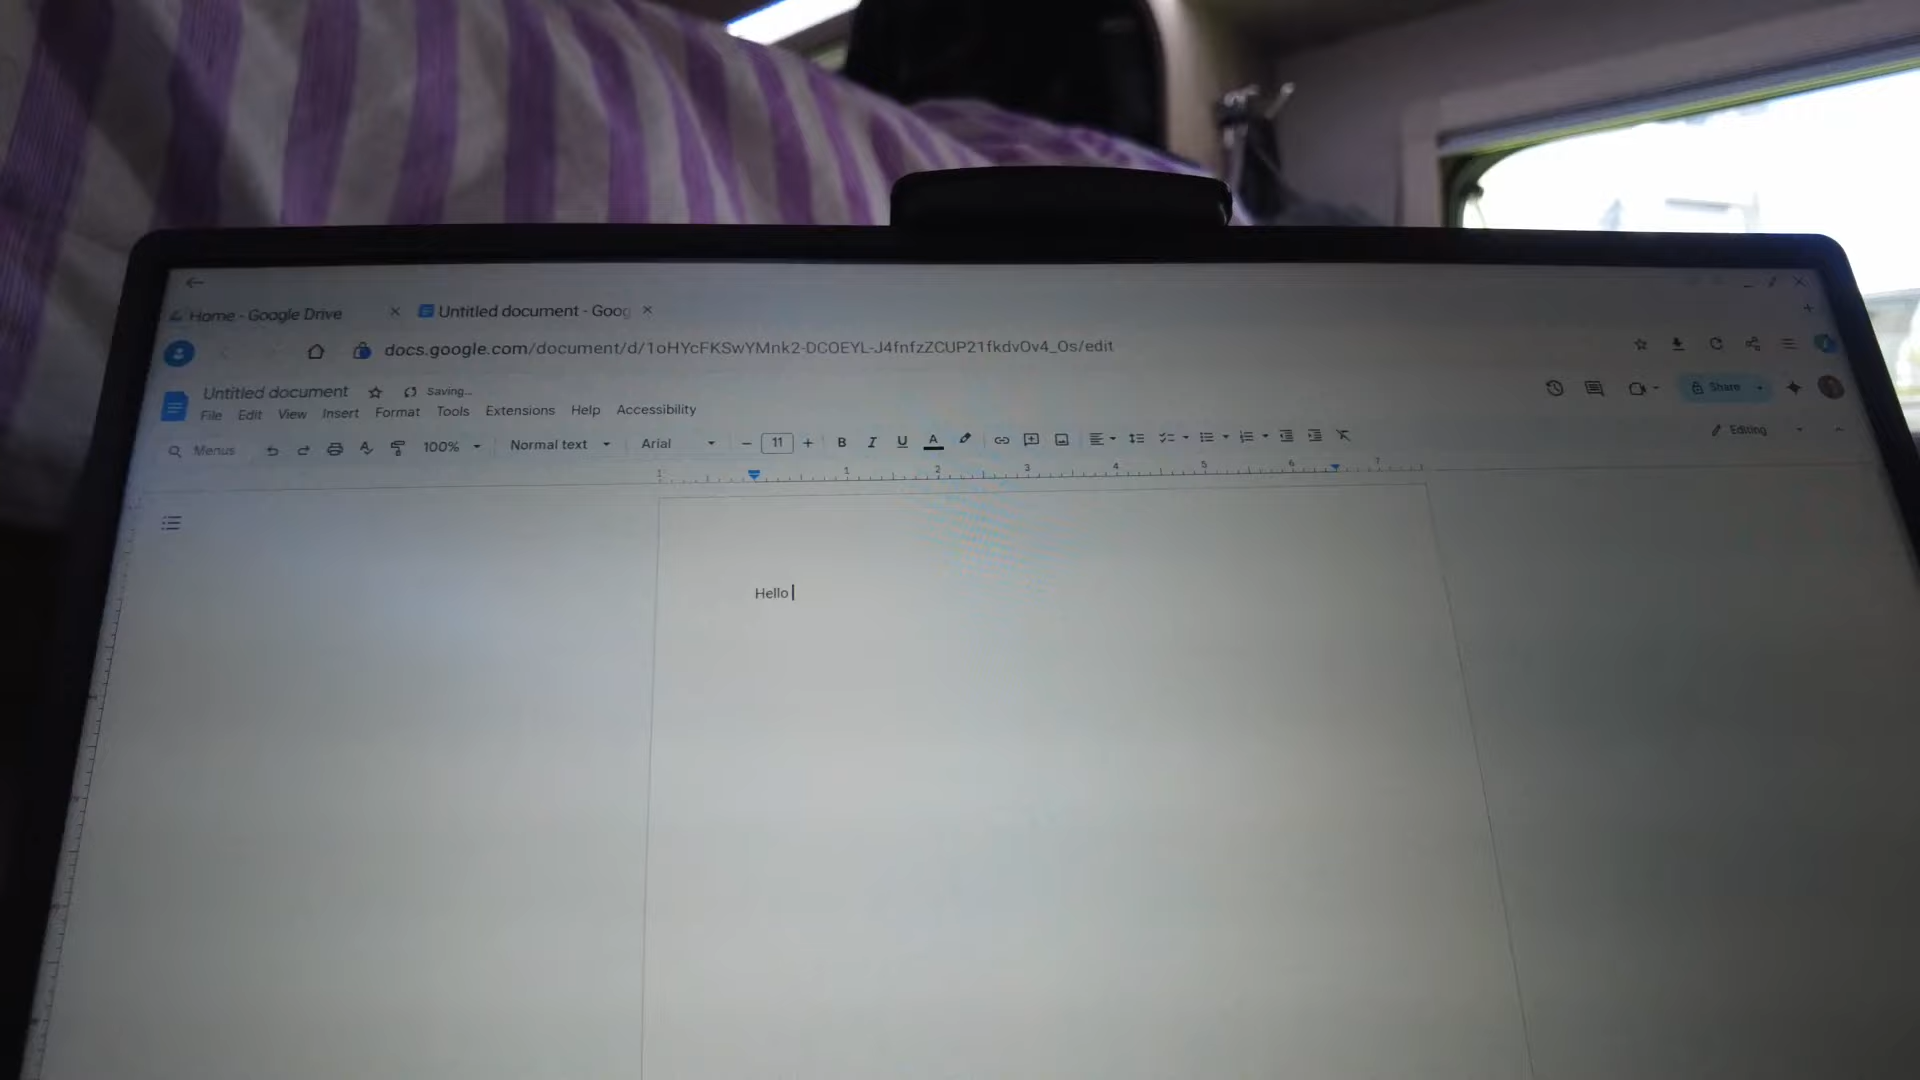 Home - Google Drive
Untitled document - Goog
docs.google.com/document/d/1oHYcFKSwYMnk2-DCOEYL-J4fnfzZCUP21fkdvOv4_Os/edit
Untitled document
Saving...
Share
File Edit View Insert Format Tools Extensions Help Accessibility
Menus 100% Normal text Arial 11 B I U A Editing
1 1 2 3 4 5 6 7
Hello